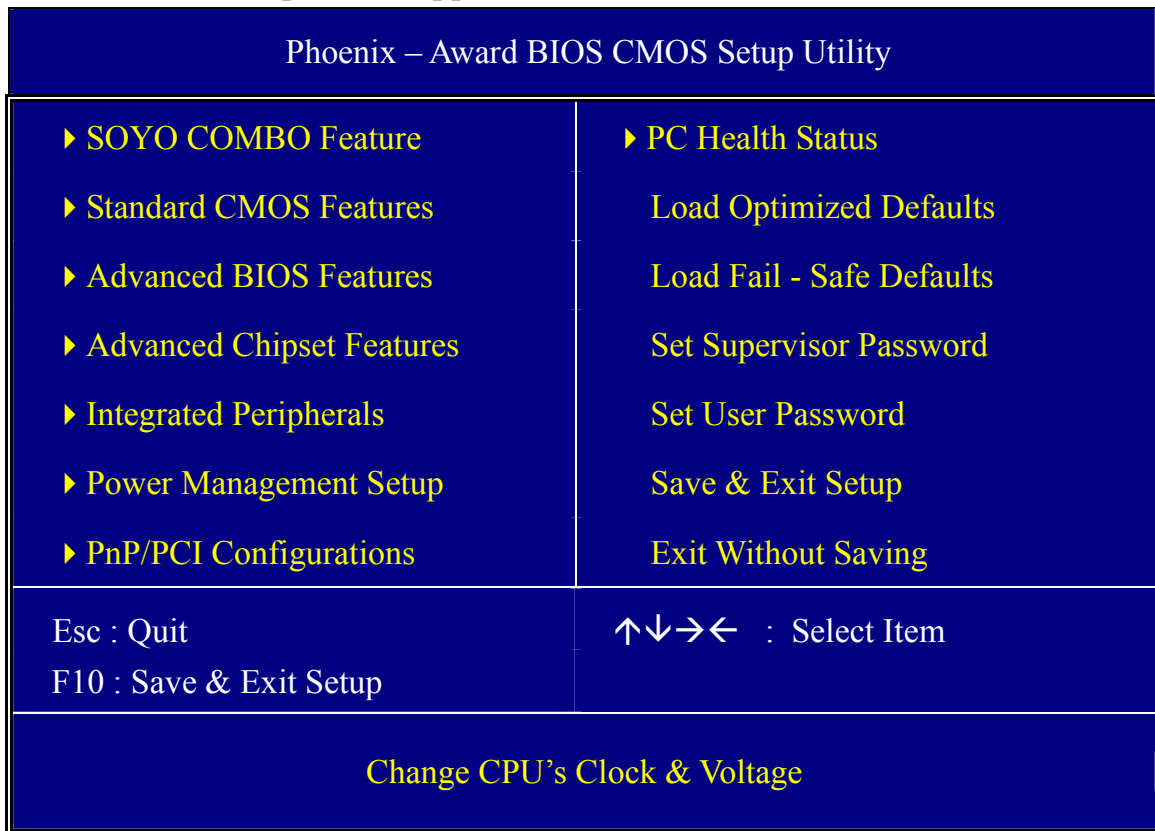 Phoenix – Award BIOS CMOS Setup Utility
SOYO COMBO Feature
Standard CMOS Features
Advanced BIOS Features
Advanced Chipset Features
Integrated Peripherals
Power Management Setup
PnP/PCI Configurations
PC Health Status
Load Optimized Defaults
Load Fail - Safe Defaults
Set Supervisor Password
Set User Password
Save & Exit Setup
Exit Without Saving
Esc : Quit
F10 : Save & Exit Setup
↑↓→← : Select Item
Change CPU’s Clock & Voltage